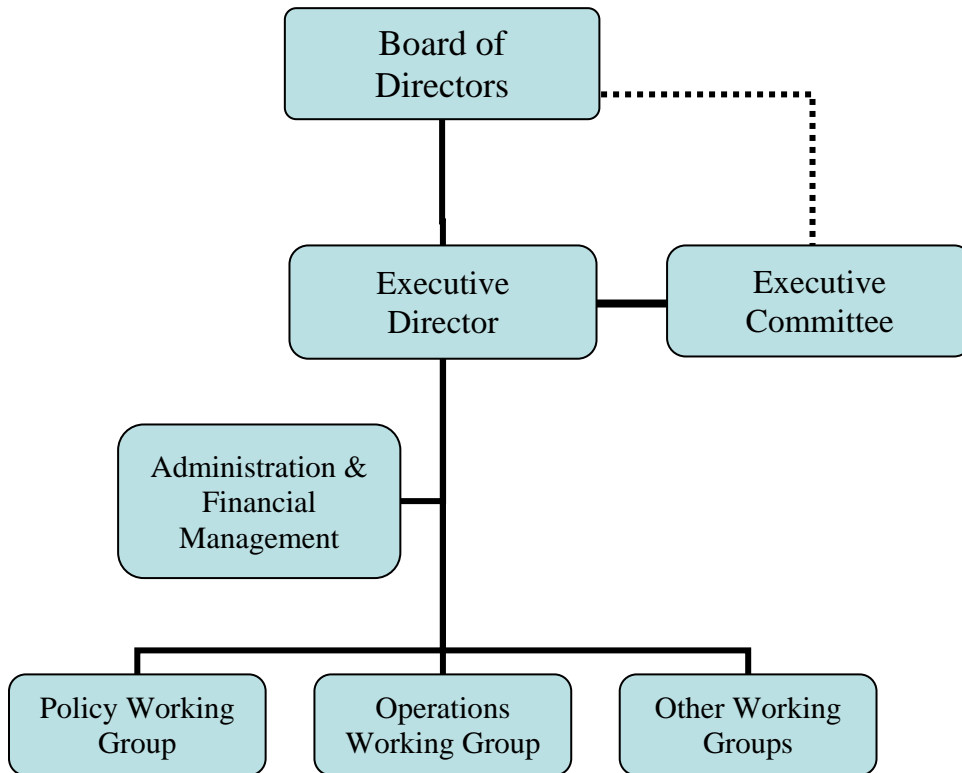 Board of
Directors
Executive
Director
Executive
Committee
Administration &
Financial
Management
Policy Working
Group
Operations
Working Group
Other Working
Groups